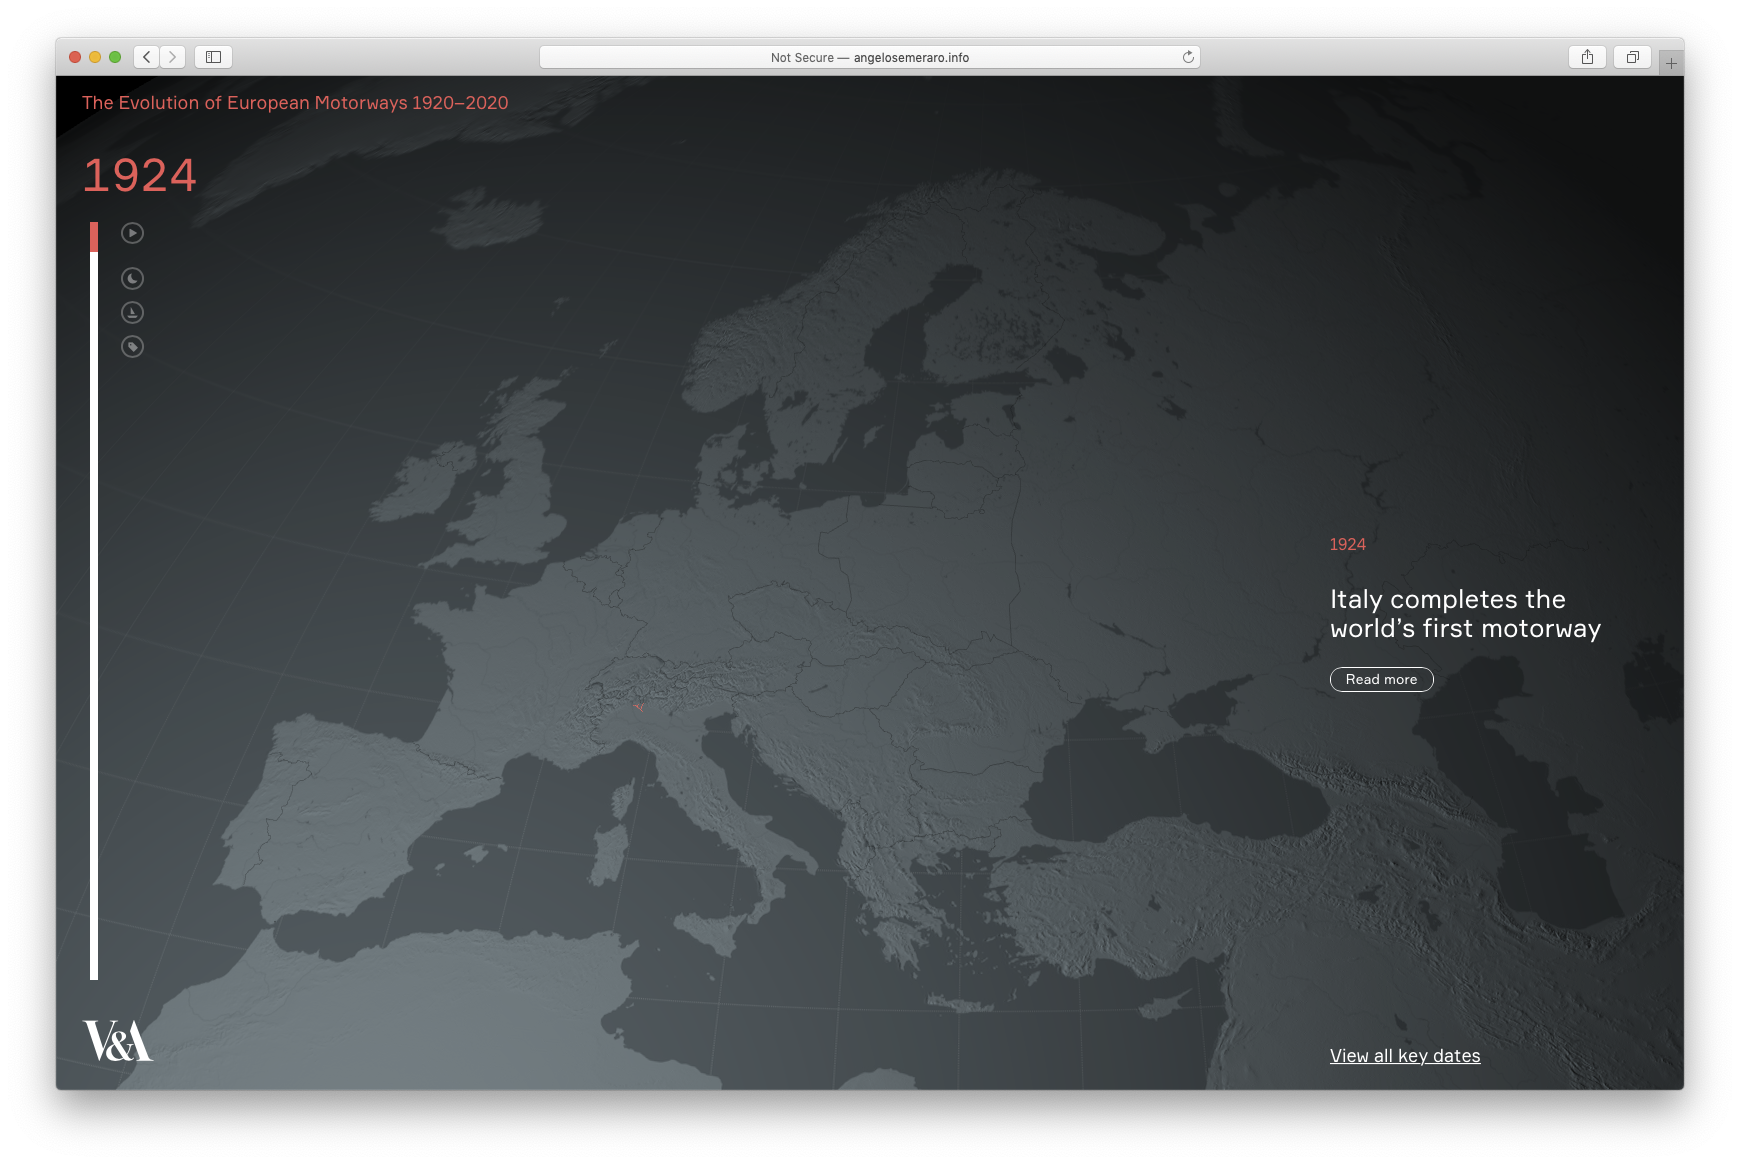 Not Secure — angelosemeraro.info
The Evolution of European Motorways 1920–2020
1924
1924
Italy completes the
world’s first motorway
Read more
V&A
View all key dates